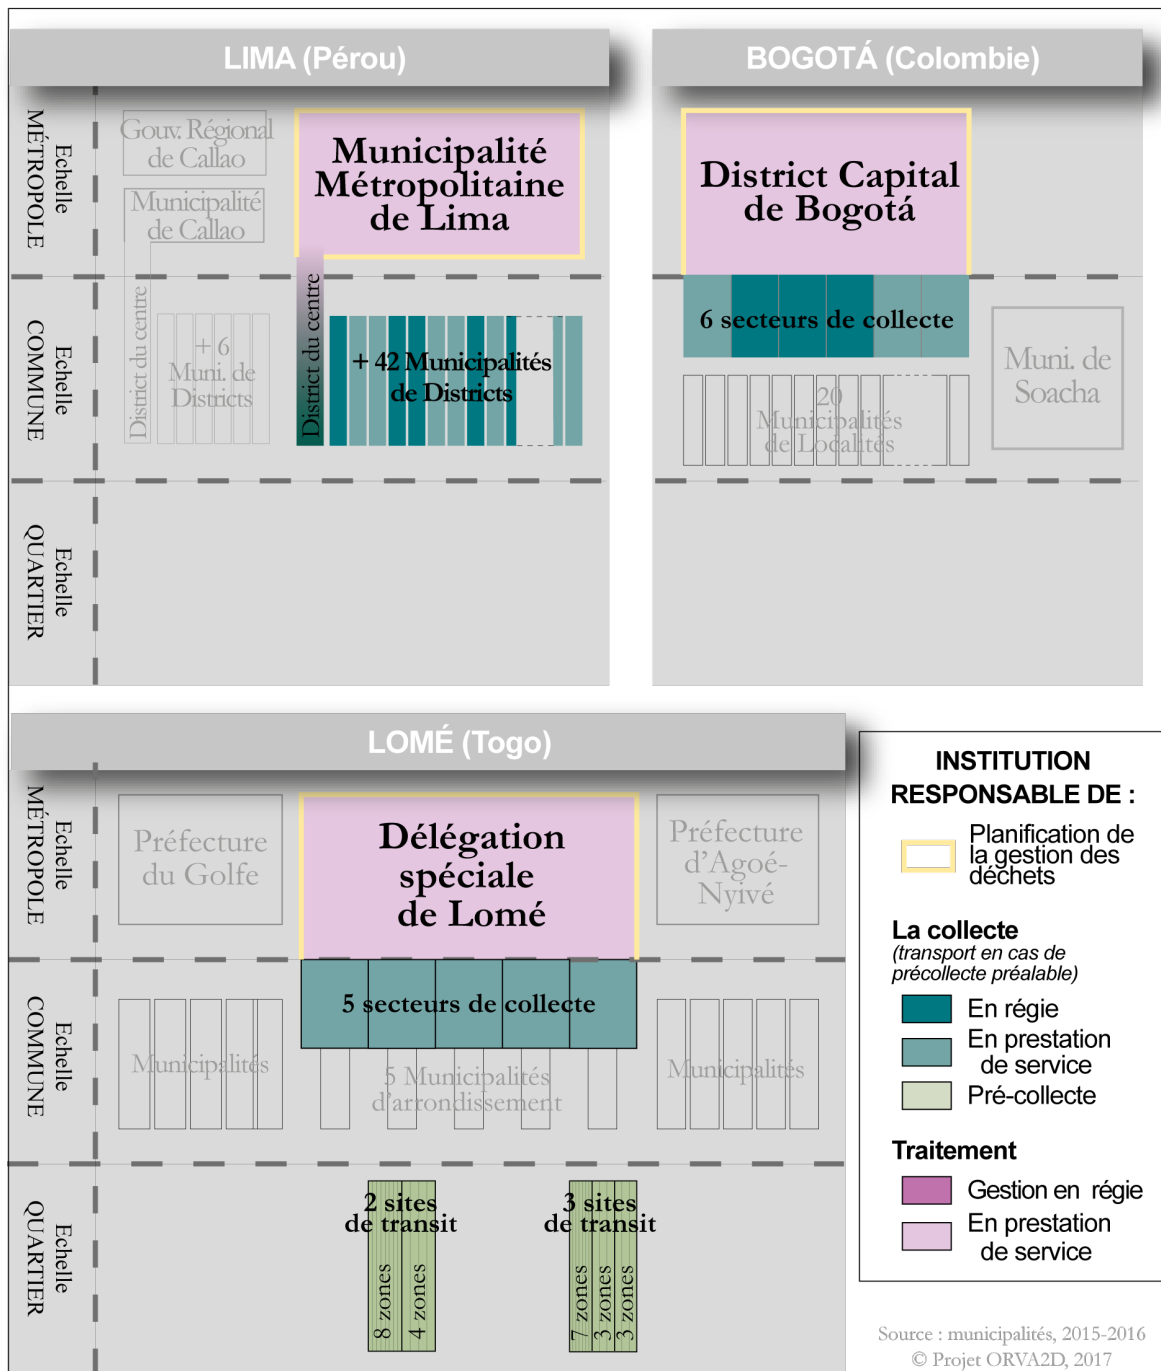 LIMA (Pérou)
BOGOTÁ (Colombie)
Echelle
MÉTROPOLE
Gouv. Régional
de Callao
Municipalité
de Callao
Municipalité
Métropolitaine
de Lima
District Capital
de Bogotá
Echelle
COMMUNE
District du centre
+ 6
Muni. de
Districts
District du centre
+ 42 Municipalités
de Districts
6 secteurs de collecte
20
Municipalités
de Localités
Muni. de
Soacha
Echelle
QUARTIER
LOMÉ (Togo)
Echelle
MÉTROPOLE
Préfecture
du Golfe
Délégation
spéciale
de Lomé
Préfecture
d'Agoé-
Nyivé
Echelle
COMMUNE
Municipalités
5 secteurs de collecte
5 Municipalités
d'arrondissement
Municipalités
Echelle
QUARTIER
2 sites
de transit
8 zones
4 zones
3 sites
de transit
7 zones
3 zones
3 zones
INSTITUTION
RESPONSABLE DE :
Planification de
la gestion des
déchets
La collecte
(transport en cas de
précollecte préalable)
En régie
En prestation
de service
Pré-collecte
Traitement
Gestion en régie
En prestation
de service
Source : municipalités, 2015-2016
© Projet ORVA2D, 2017